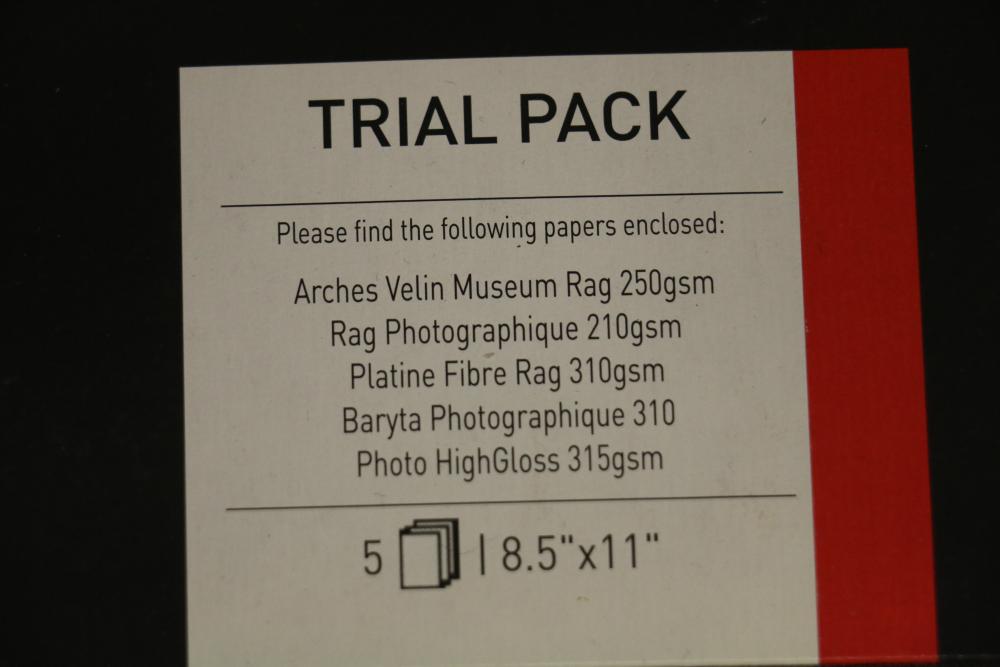 TRIAL PACK
Please find the following papers enclosed:
Arches Velin Museum Rag 250gsm
Rag Photographique 210gsm
Platine Fibre Rag 310gsm
Baryta Photographique 310
Photo HighGloss 315gsm
5 | 8.5"x11"